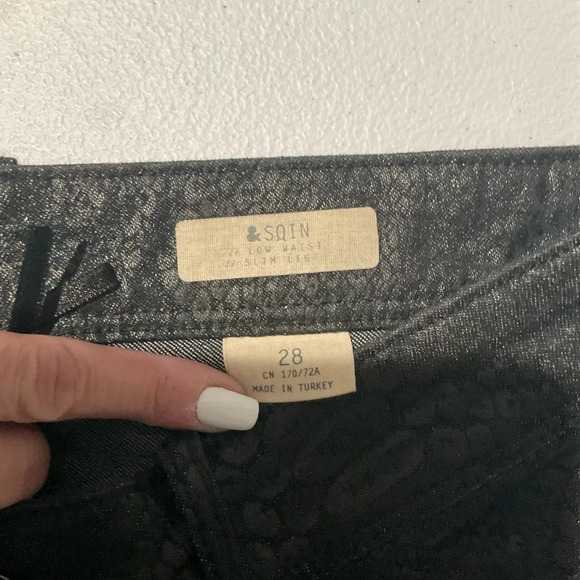 &SQIN
// LOW WAIST
// SLIM LEG
28
CN 170/72A
MADE IN TURKEY